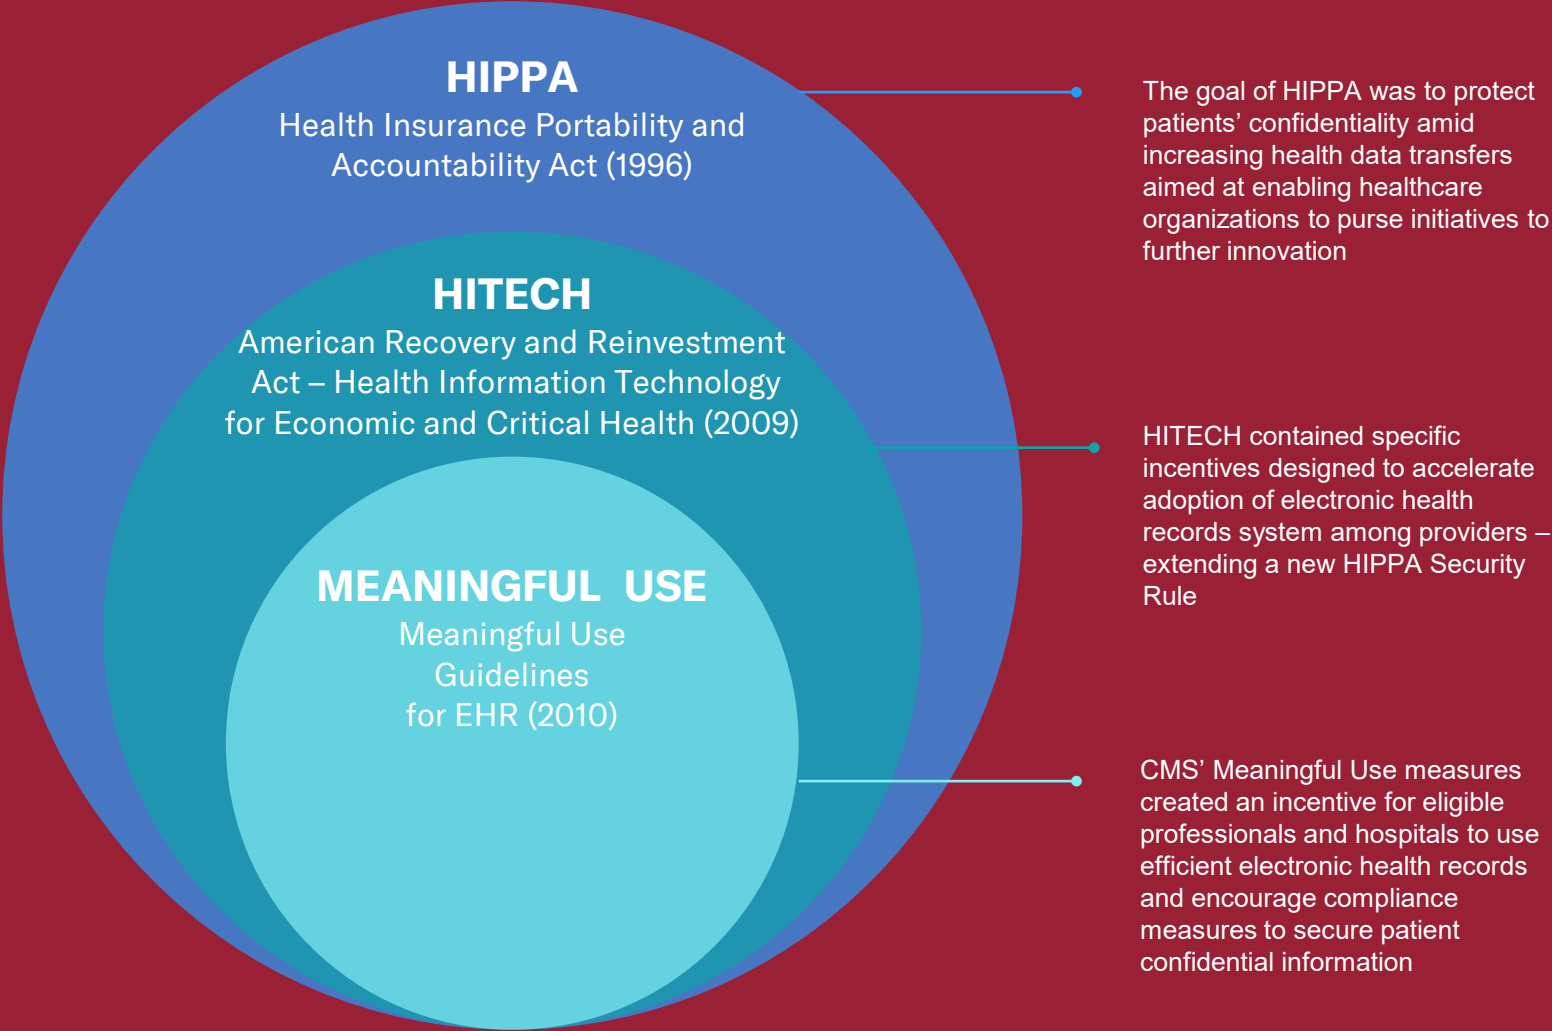 HIPPA
Health Insurance Portability and
Accountability Act (1996)
The goal of HIPPA was to protect
patients’ confidentiality amid
increasing health data transfers
aimed at enabling healthcare
organizations to purse initiatives to
further innovation
HITECH
American Recovery and Reinvestment
Act – Health Information Technology
for Economic and Critical Health (2009)
HITECH contained specific
incentives designed to accelerate
adoption of electronic health
records system among providers –
extending a new HIPPA Security
Rule
MEANINGFUL USE
Meaningful Use
Guidelines
for EHR (2010)
CMS’ Meaningful Use measures
created an incentive for eligible
professionals and hospitals to use
efficient electronic health records
and encourage compliance
measures to secure patient
confidential information